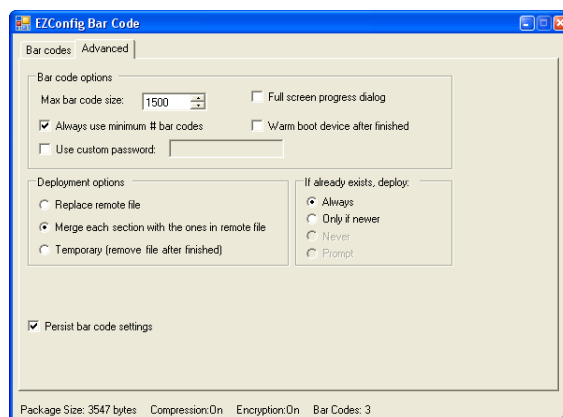 EZConfig Bar Code
Bar codes Advanced
Bar code options
Max bar code size: 1500 Full screen progress dialog
Always use minimum # bar codes Warm boot device after finished
Use custom password:
Deployment options If already exists, deploy:
Replace remote file Always
Merge each section with the ones in remote file Only if newer
Temporary (remove file after finished) Never
Prompt
Persist bar code settings
Package Size: 3547 bytes Compression:On Encryption:On Bar Codes: 3